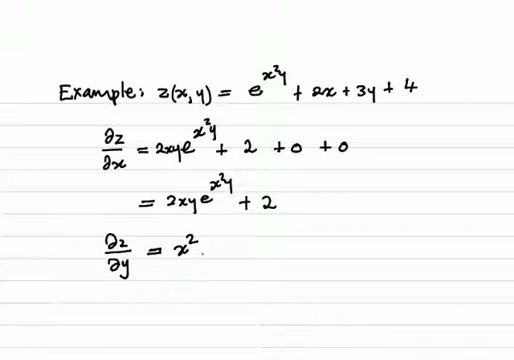 Example: z(x,y) = e^{x²y} + 2x + 3y + 4
∂z/∂x = 2xye^{x²y} + 2 + 0 + 0
= 2xye^{x²y} + 2
∂z/∂y = x².